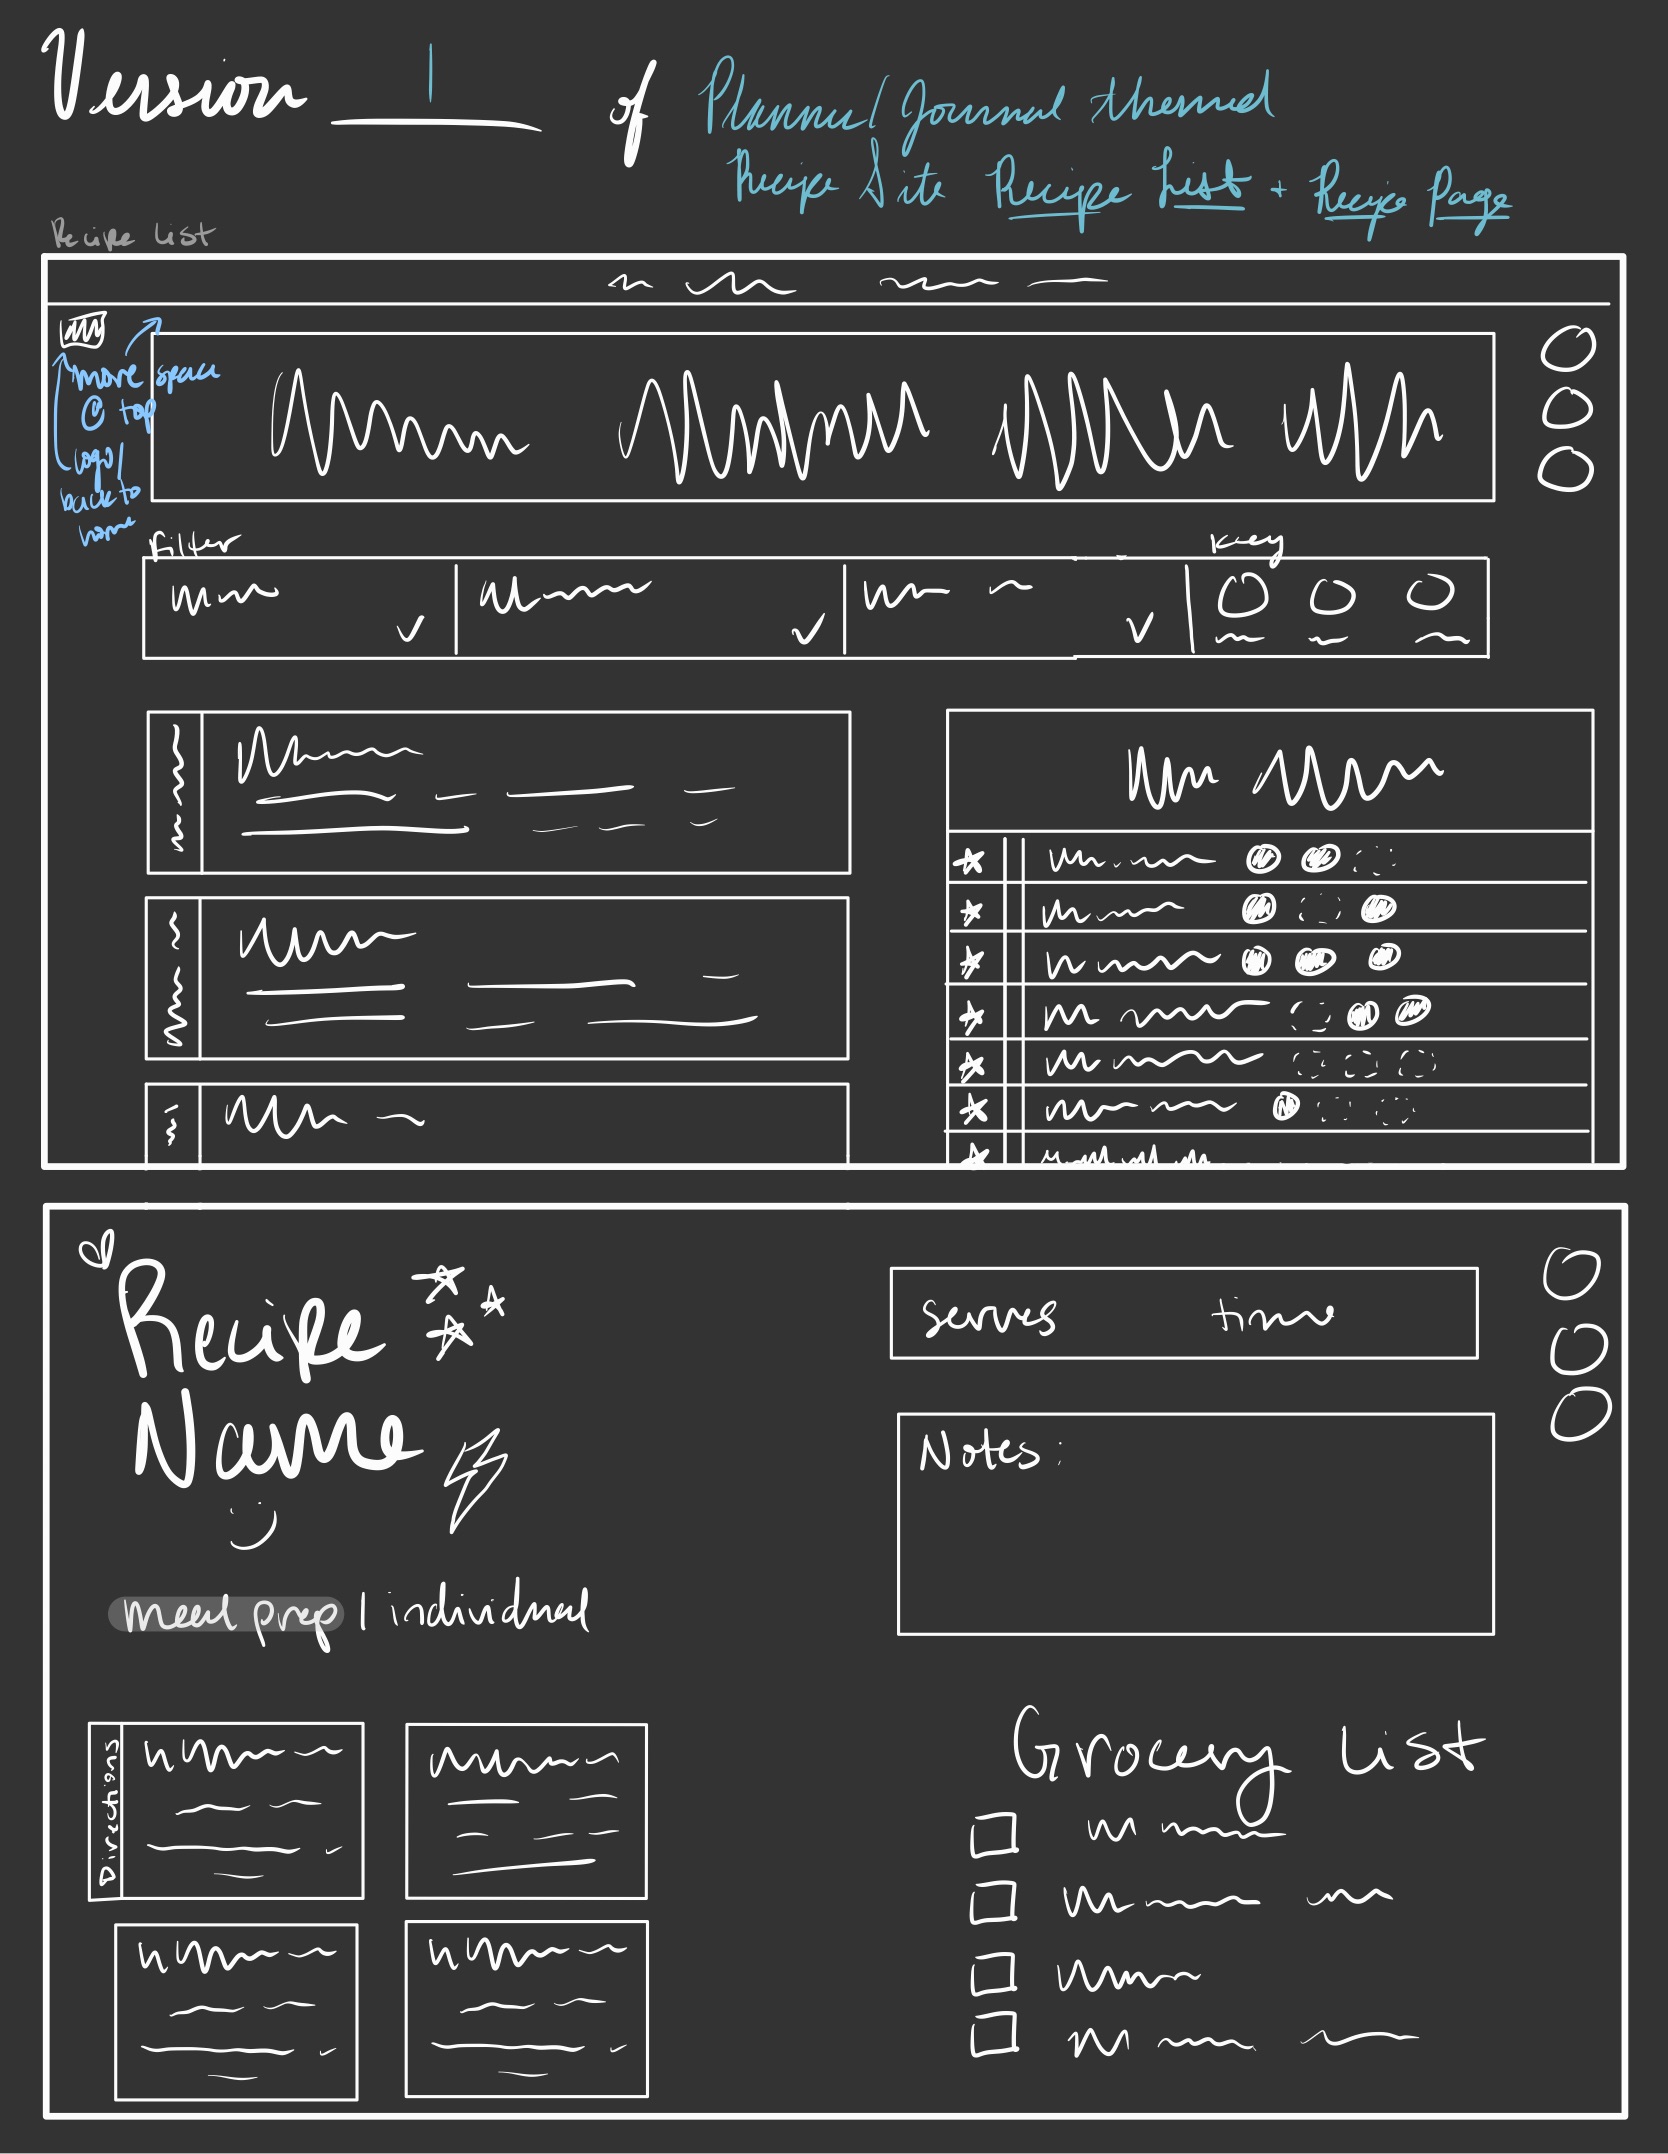 Version 1 of Planner/Journal themed
Recipe Site Recipe List + Recipe Page
Recipe List
more space
@ top
logo/
back to
home
Filter
Key
Recipe
Name
serves time
Notes:
meal prep | individual
Directions
Grocery List